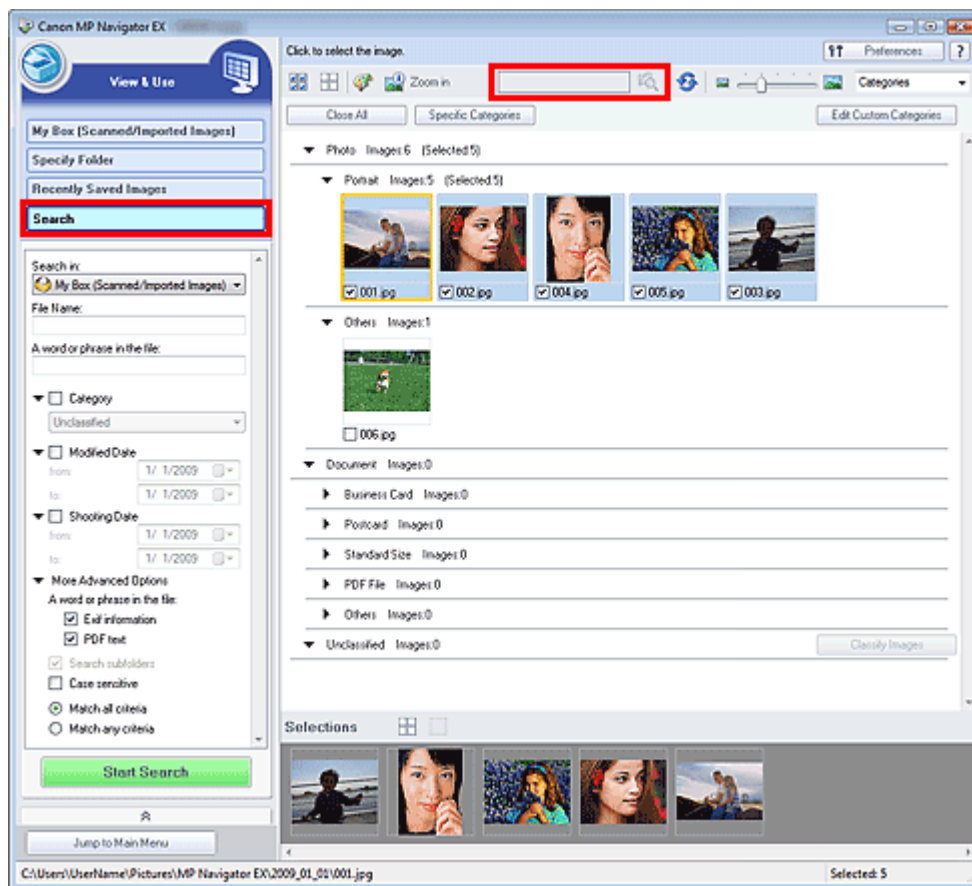 Canon MP Navigator EX
Click to select the image.
Preferences
?
View & Use
Zoom in
Categories
Close All
Specific Categories
Edit Custom Categories
My Box (Scanned/Imported Images)
Specify Folder
Recently Saved Images
Search
Photo Images:6 (Selected:5)
Portrait Images:5 (Selected:5)
001.jpg
002.jpg
004.jpg
005.jpg
003.jpg
Others Images:1
006.jpg
Document Images:0
Business Card Images:0
Postcard Images:0
Standard Size Images:0
PDF File Images:0
Others Images:0
Unclassified Images:0
Classify Images
Search in:
My Box (Scanned/Imported Images)
File Name:
A word or phrase in the file:
Category
Unclassified
Modified Date
from: 1/ 1/2009
to: 1/ 1/2009
Shooting Date
from: 1/ 1/2009
to: 1/ 1/2009
More Advanced Options
A word or phrase in the file:
Exif information
PDF text
Search subfolders
Case sensitive
Match all criteria
Match any criteria
Start Search
Jump to Main Menu
Selections
C:\Users\UserName\Pictures\MP Navigator EX\2009_01_01\001.jpg
Selected: 5